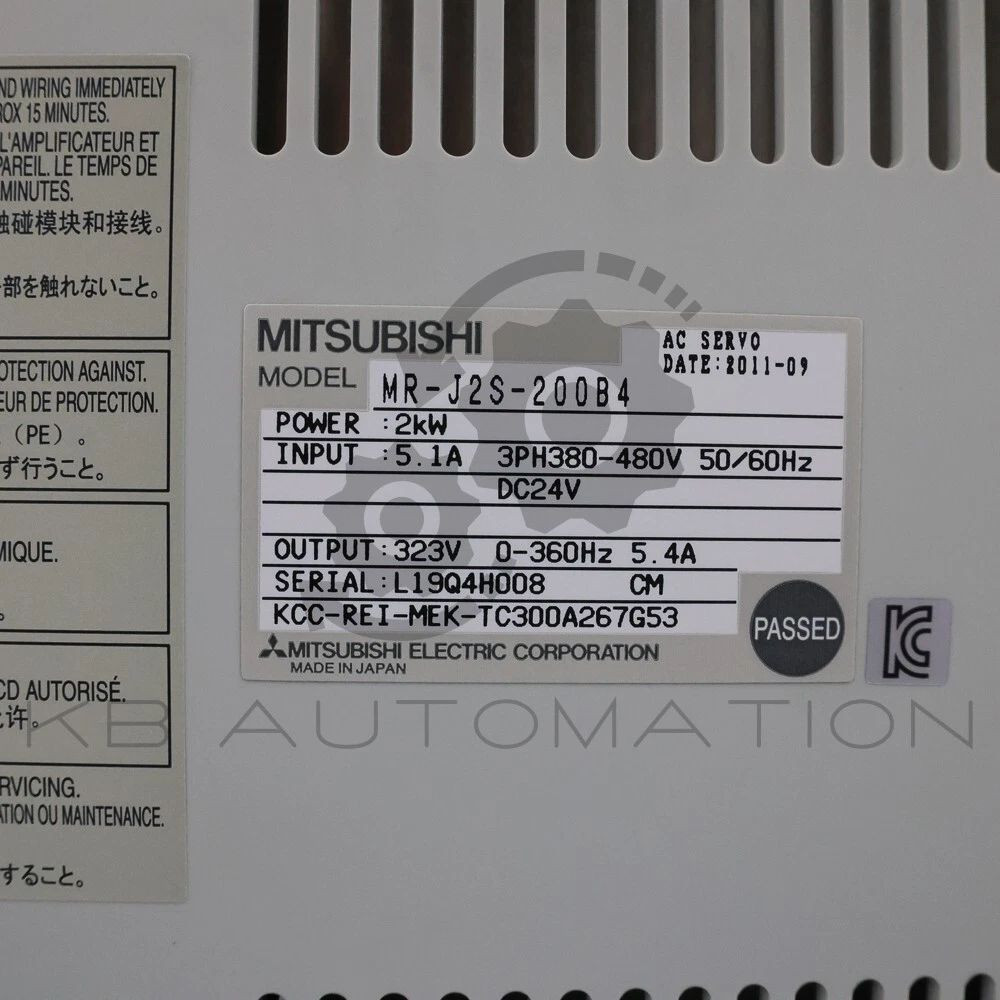 ND WIRING IMMEDIATELY
ROX 15 MINUTES.
L'AMPLIFICATEUR ET
PAREIL. LE TEMPS DE
MINUTES.
触碰模块和接线。
部を触れないこと。
OTECTION AGAINST.
EUR DE PROTECTION.
(PE) 。
ず行うこと。
MIQUE.
CD AUTORISÉ.
允许。
RVICING.
ATION OU MAINTENANCE.
すること。
MITSUBISHI
AC SERVO
DATE:2011-09
MODEL MR-J2S-200B4
POWER :2kW
INPUT :5.1A 3PH380-480V 50/60Hz
DC24V
OUTPUT:323V 0-360Hz 5.4A
SERIAL:L19Q4H008 CM
KCC-REI-MEK-TC300A267G53
MITSUBISHI ELECTRIC CORPORATION
MADE IN JAPAN
PASSED
KC
KB AUTOMATION